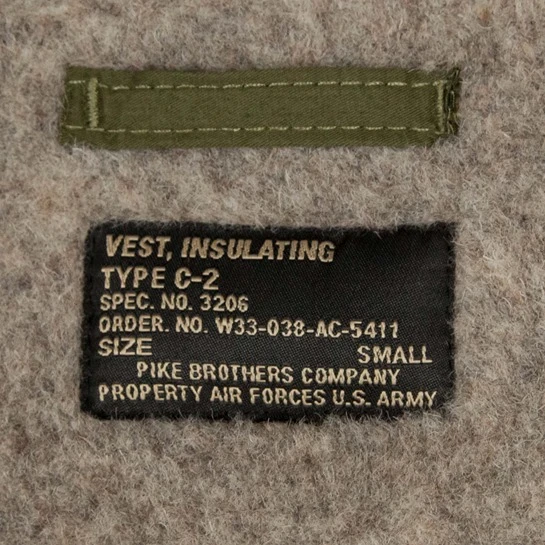 VEST, INSULATING
TYPE C-2
SPEC. NO. 3206
ORDER. NO. W33-038-AC-5411
SIZE SMALL
PIKE BROTHERS COMPANY
PROPERTY AIR FORCES U.S. ARMY